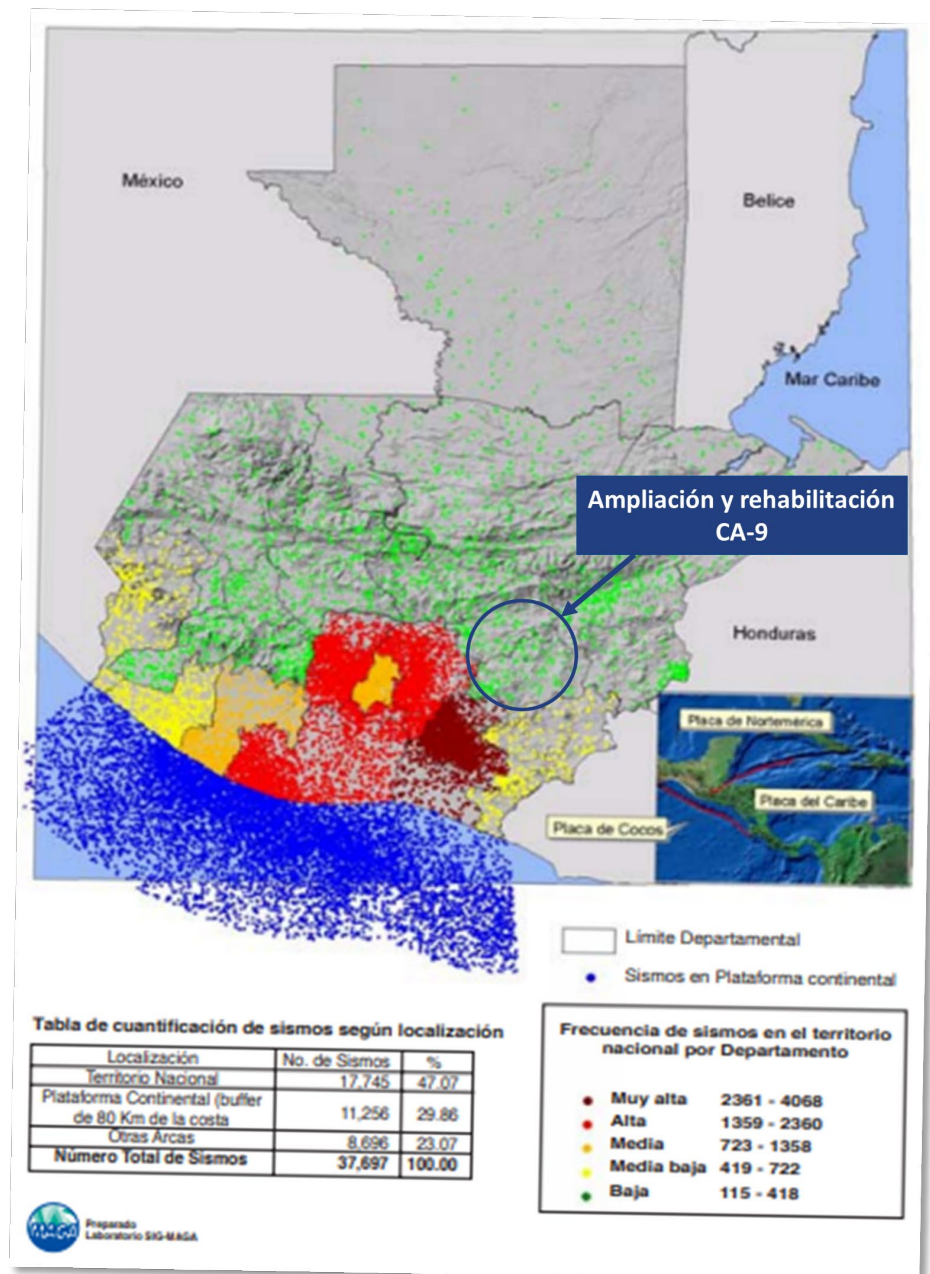 México
Belice
Mar Caribe
Ampliación y rehabilitación
CA-9
Honduras
Placa de Nortemérica
Placa del Caribe
Placa de Cocos
Límite Departamental
Sismos en Plataforma continental
Tabla de cuantificación de sismos según localización
Localización No. de Sismos %
Territorio Nacional 17,745 47.07
Plataforma Continental (buffer
de 80 Km de la costa 11,256 29.86
Otras Arcas 8,696 23.07
Número Total de Sismos 37,697 100.00
Frecuencia de sismos en el territorio
nacional por Departamento
Muy alta 2361 - 4068
Alta 1359 - 2360
Media 723 - 1358
Media baja 419 - 722
Baja 115 - 418
MAGA
Preparado
Laboratorio SIG-MAGA